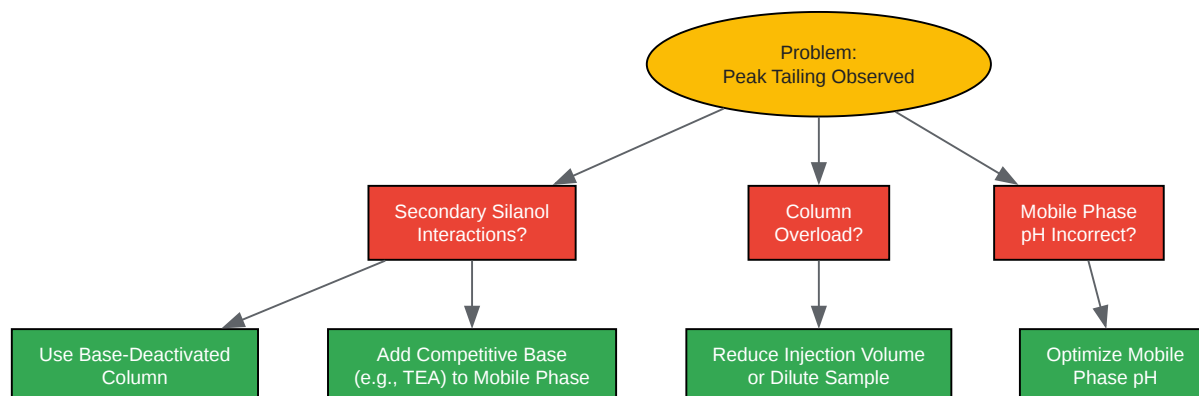 Problem:
Peak Tailing Observed
Secondary Silanol
Interactions?
Column
Overload?
Mobile Phase
pH Incorrect?
Use Base-Deactivated
Column
Add Competitive Base
(e.g., TEA) to Mobile Phase
Reduce Injection Volume
or Dilute Sample
Optimize Mobile
Phase pH